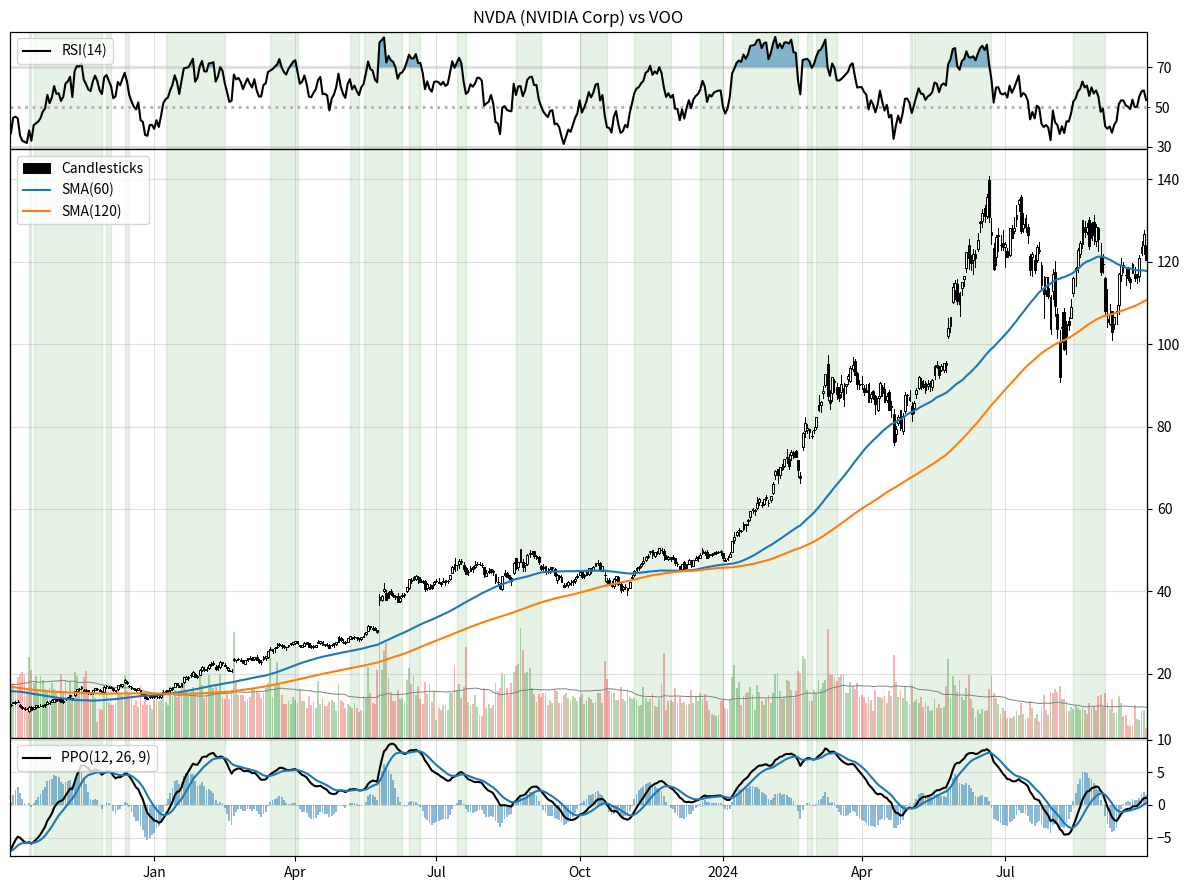 NVDA (NVIDIA Corp) vs VOO
RSI(14)
70
50
30
Candlesticks
SMA(60)
SMA(120)
140
120
100
80
60
40
20
PPO(12, 26, 9)
10
5
0
−5
Jan
Apr
Jul
Oct
2024
Apr
Jul